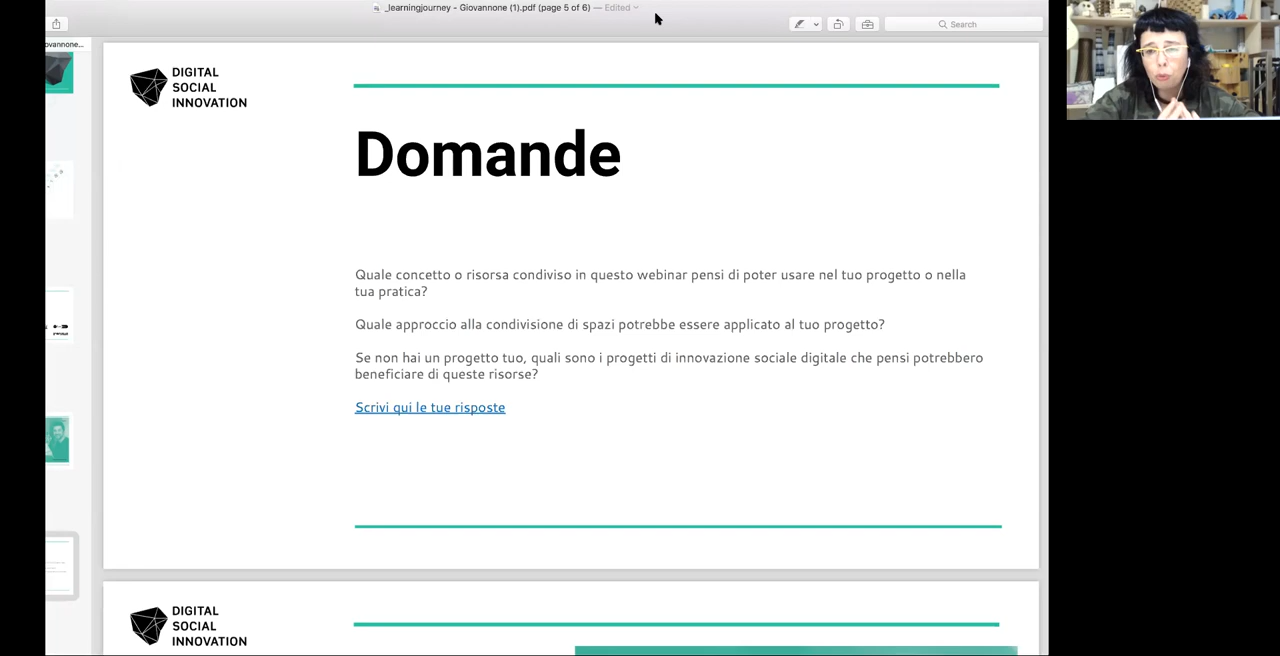 _learningjourney - Giovannone (1).pdf (page 5 of 6) — Edited
Search
ovannone...
DIGITAL
SOCIAL
INNOVATION
Domande
Quale concetto o risorsa condiviso in questo webinar pensi di poter usare nel tuo progetto o nella
tua pratica?
Quale approccio alla condivisione di spazi potrebbe essere applicato al tuo progetto?
Se non hai un progetto tuo, quali sono i progetti di innovazione sociale digitale che pensi potrebbero
beneficiare di queste risorse?
Scrivi qui le tue risposte
DIGITAL
SOCIAL
INNOVATION